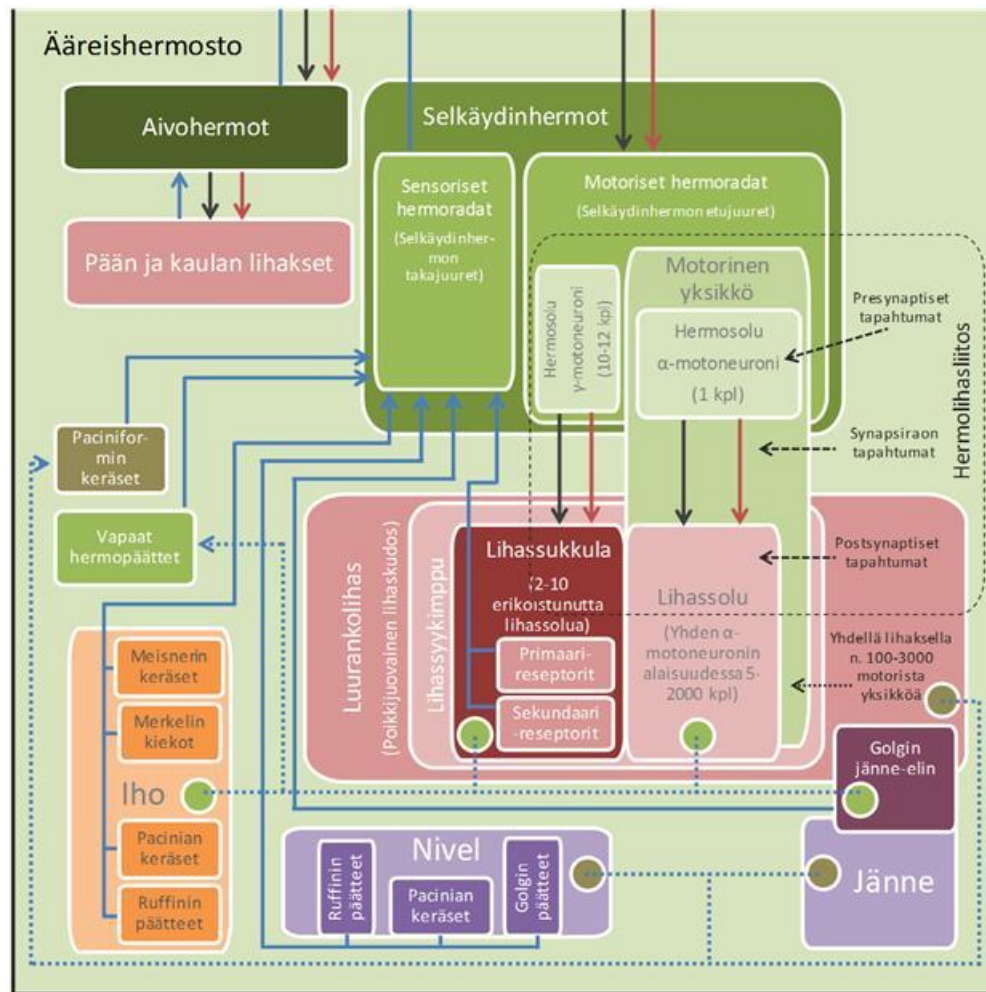 Ääreishermosto
Aivohermot
Pään ja kaulan lihakset
Selkäydinhermot
Sensoriset
hermoradat
(Selkäydinher-
mon
takajuuret)
Motoriset hermoradat
(Selkäydinhermon etujuuret)
Hermosolu
γ-motoneuroni
(10-12 kpl)
Motorinen
yksikkö
Hermosolu
α-motoneuroni
(1 kpl)
Presynaptiset
tapahtumat
Synapsiraon
tapahtumat
Postsynaptiset
tapahtumat
Hermolihasliitos
Paciniifor-
min
keräset
Vapaat
hermopäättet
Luurankolihas
(Poikkijuovainen lihaskudos)
Lihassyykimppu
Lihassukkula
(2-10
erikoistunutta
lihassolua)
Primaari-
reseptorit
Sekundaari
-reseptorit
Lihassolu
(Yhden α-
motoneuronin
alaisuudessa 5-
2000 kpl)
Yhdellä lihaksella
n. 100-3000
motorista
yksikköä
Golgin
jänne-elin
Jänne
Iho
Meisnerin
keräset
Merkelin
kiekot
Pacinian
keräset
Ruffinin
päätteet
Nivel
Ruffinin
päätteet
Pacinian
keräset
Golgin
päätteet